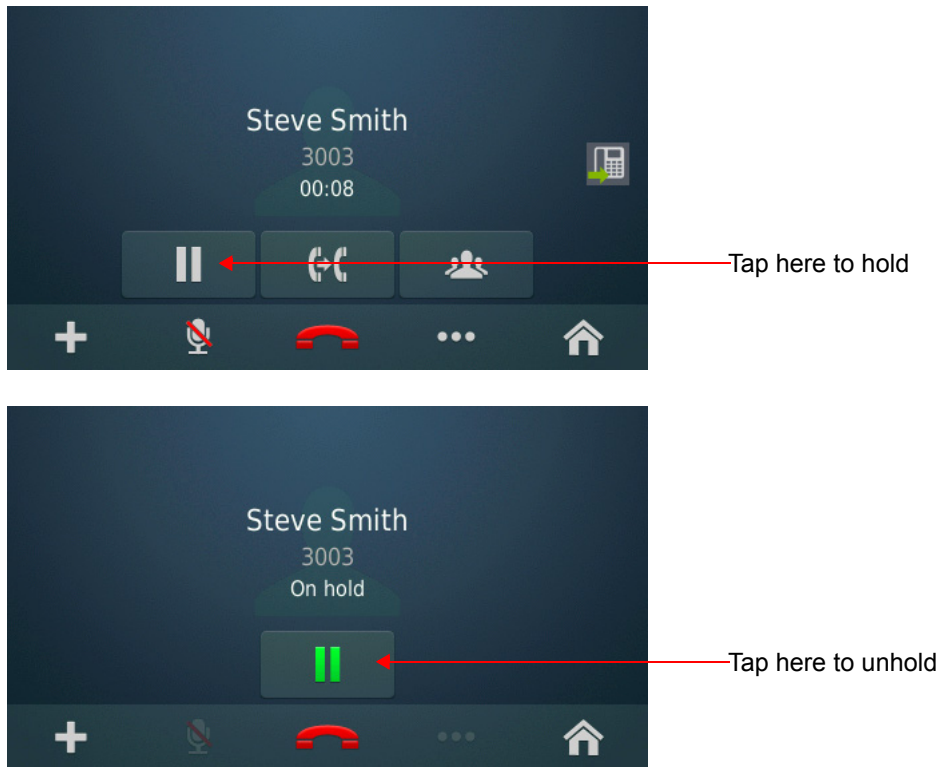 Steve Smith
3003
00:08
Tap here to hold
Steve Smith
3003
On hold
Tap here to unhold